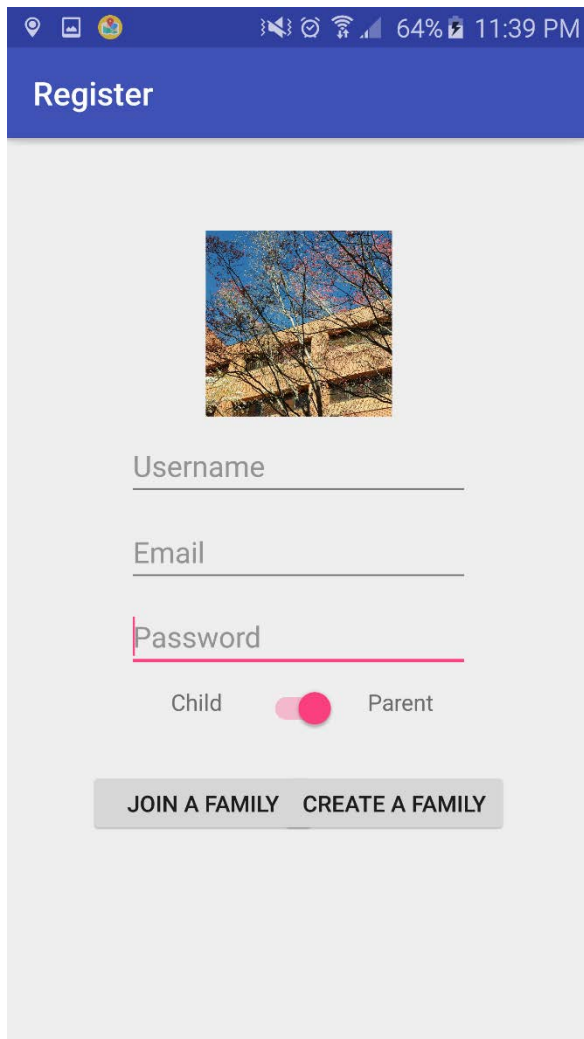 64% 11:39 PM
Register
Username
Email
Password
Child Parent
JOIN A FAMILY CREATE A FAMILY